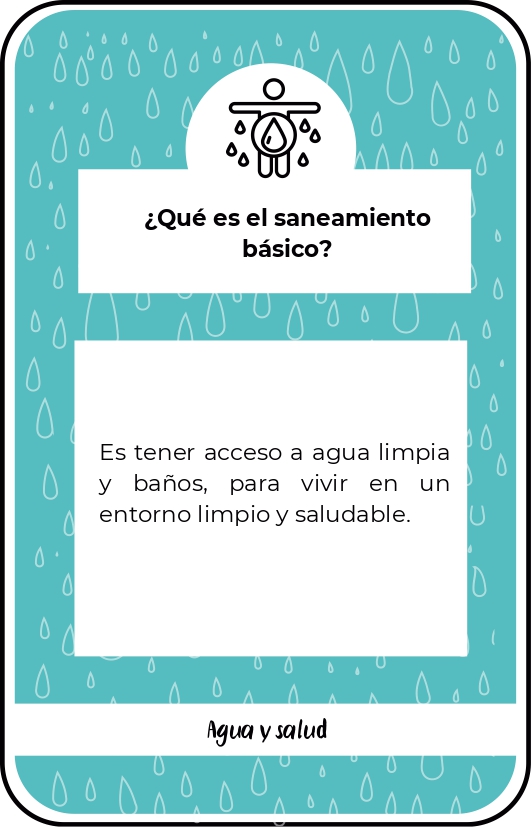 ¿Qué es el saneamiento
básico?
Es tener acceso a agua limpia
y baños, para vivir en un
entorno limpio y saludable.
Agua y salud